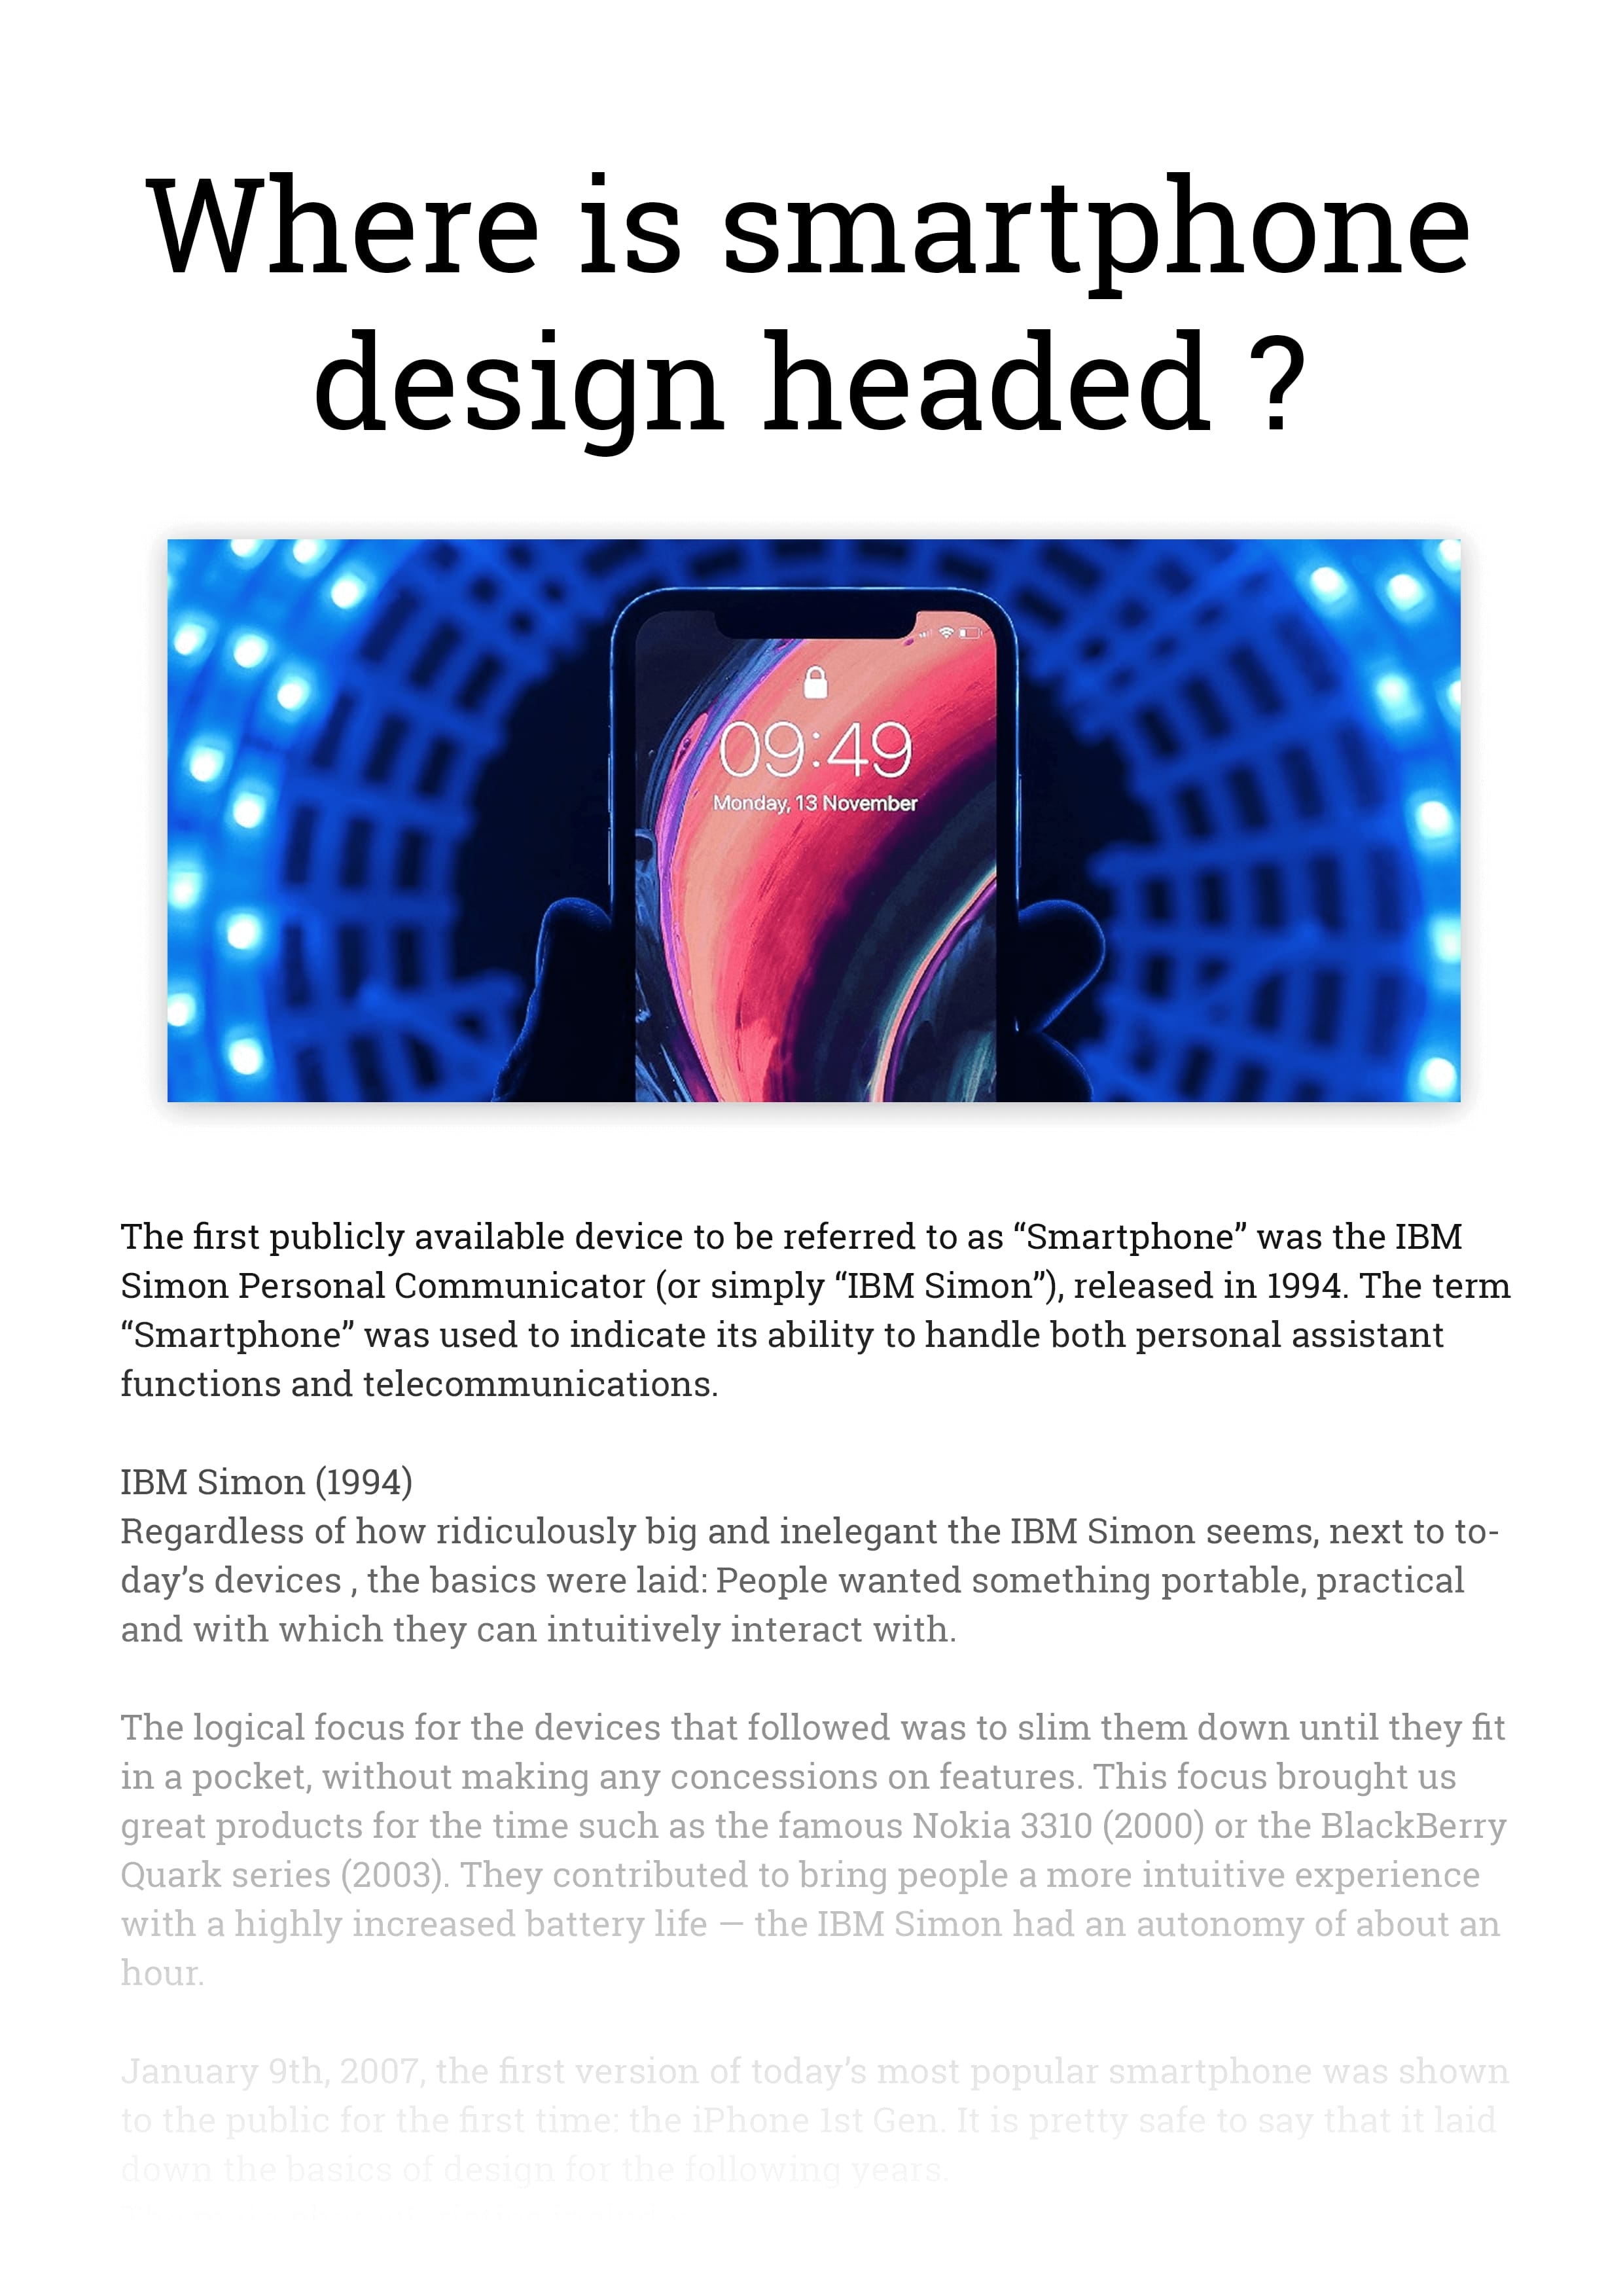 Where is smartphone
design headed ?
09:49
Monday, 13 November
The first publicly available device to be referred to as “Smartphone” was the IBM
Simon Personal Communicator (or simply “IBM Simon”), released in 1994. The term
“Smartphone” was used to indicate its ability to handle both personal assistant
functions and telecommunications.
IBM Simon (1994)
Regardless of how ridiculously big and inelegant the IBM Simon seems, next to to-
day’s devices , the basics were laid: People wanted something portable, practical
and with which they can intuitively interact with.
The logical focus for the devices that followed was to slim them down until they fit
in a pocket, without making any concessions on features. This focus brought us
great products for the time such as the famous Nokia 3310 (2000) or the BlackBerry
Quark series (2003). They contributed to bring people a more intuitive experience
with a highly increased battery life — the IBM Simon had an autonomy of about an
hour.
January 9th, 2007, the first version of today’s most popular smartphone was shown
to the public for the first time: the iPhone 1st Gen. It is pretty safe to say that it laid
down the basics of design for the following years.